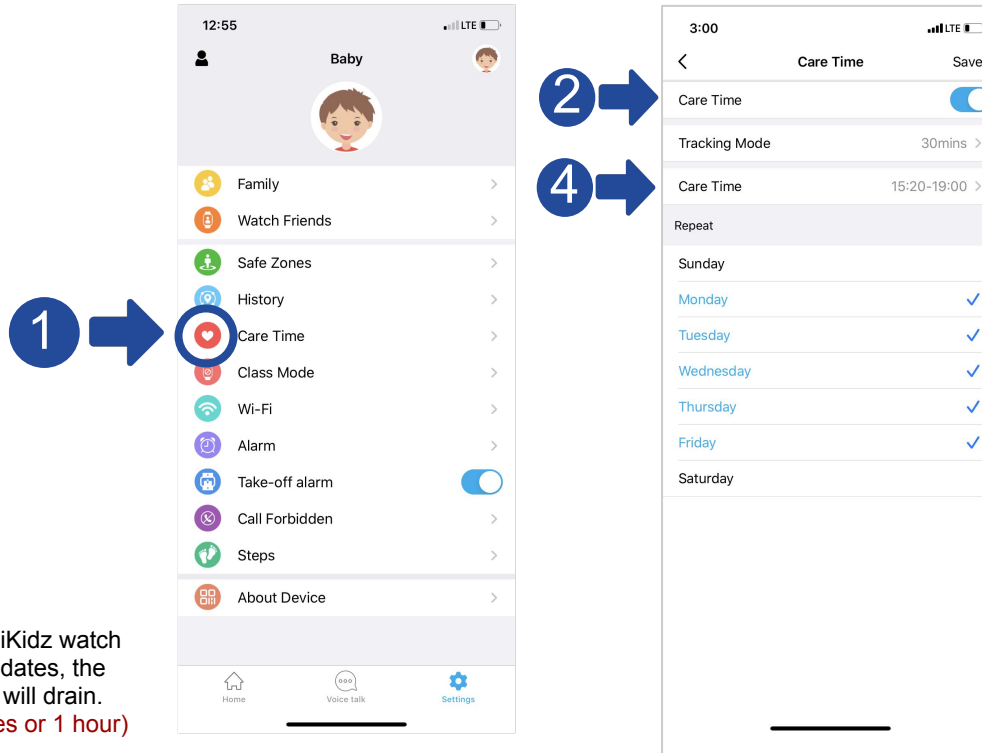 12:55
LTE
Baby
Family
Watch Friends
Safe Zones
History
Care Time
Class Mode
Wi-Fi
Alarm
Take-off alarm
Call Forbidden
Steps
About Device
Home
Voice talk
Settings
1
iKidz watch
dates, the
will drain.
es or 1 hour)
2
4
3:00
LTE
Care Time
Save
Care Time
Tracking Mode 30mins
Care Time 15:20-19:00
Repeat
Sunday
Monday
Tuesday
Wednesday
Thursday
Friday
Saturday